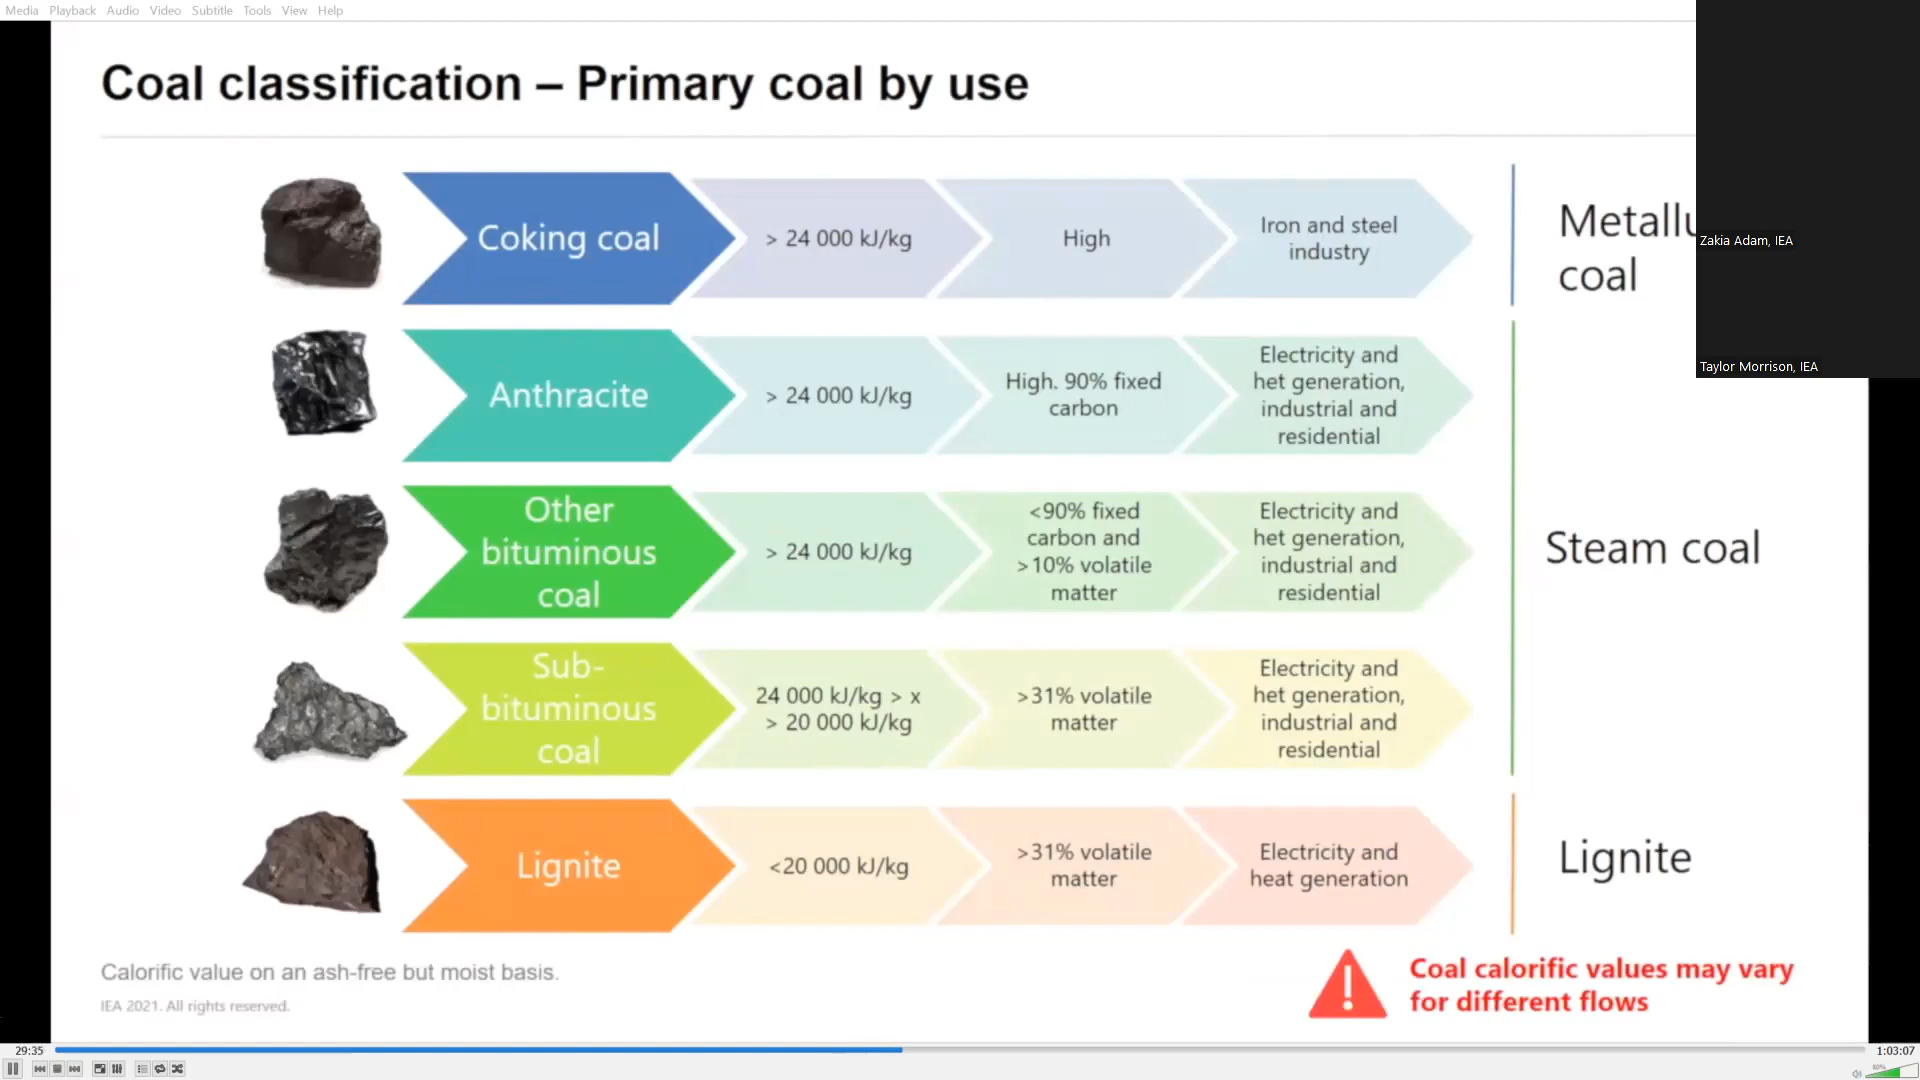 Media Playback Audio Video Subtitle Tools View Help
Coal classification – Primary coal by use
Coking coal
> 24 000 kJ/kg
High
Iron and steel
industry
Metallu
coal
Zakia Adam, IEA
Taylor Morrison, IEA
Anthracite
> 24 000 kJ/kg
High. 90% fixed
carbon
Electricity and
het generation,
industrial and
residential
Other
bituminous
coal
> 24 000 kJ/kg
<90% fixed
carbon and
>10% volatile
matter
Electricity and
het generation,
industrial and
residential
Steam coal
Sub-
bituminous
coal
24 000 kJ/kg > x
> 20 000 kJ/kg
>31% volatile
matter
Electricity and
het generation,
industrial and
residential
Lignite
<20 000 kJ/kg
>31% volatile
matter
Electricity and
heat generation
Lignite
Calorific value on an ash-free but moist basis.
IEA 2021. All rights reserved.
Coal calorific values may vary
for different flows
29:35
1:03:07
80%